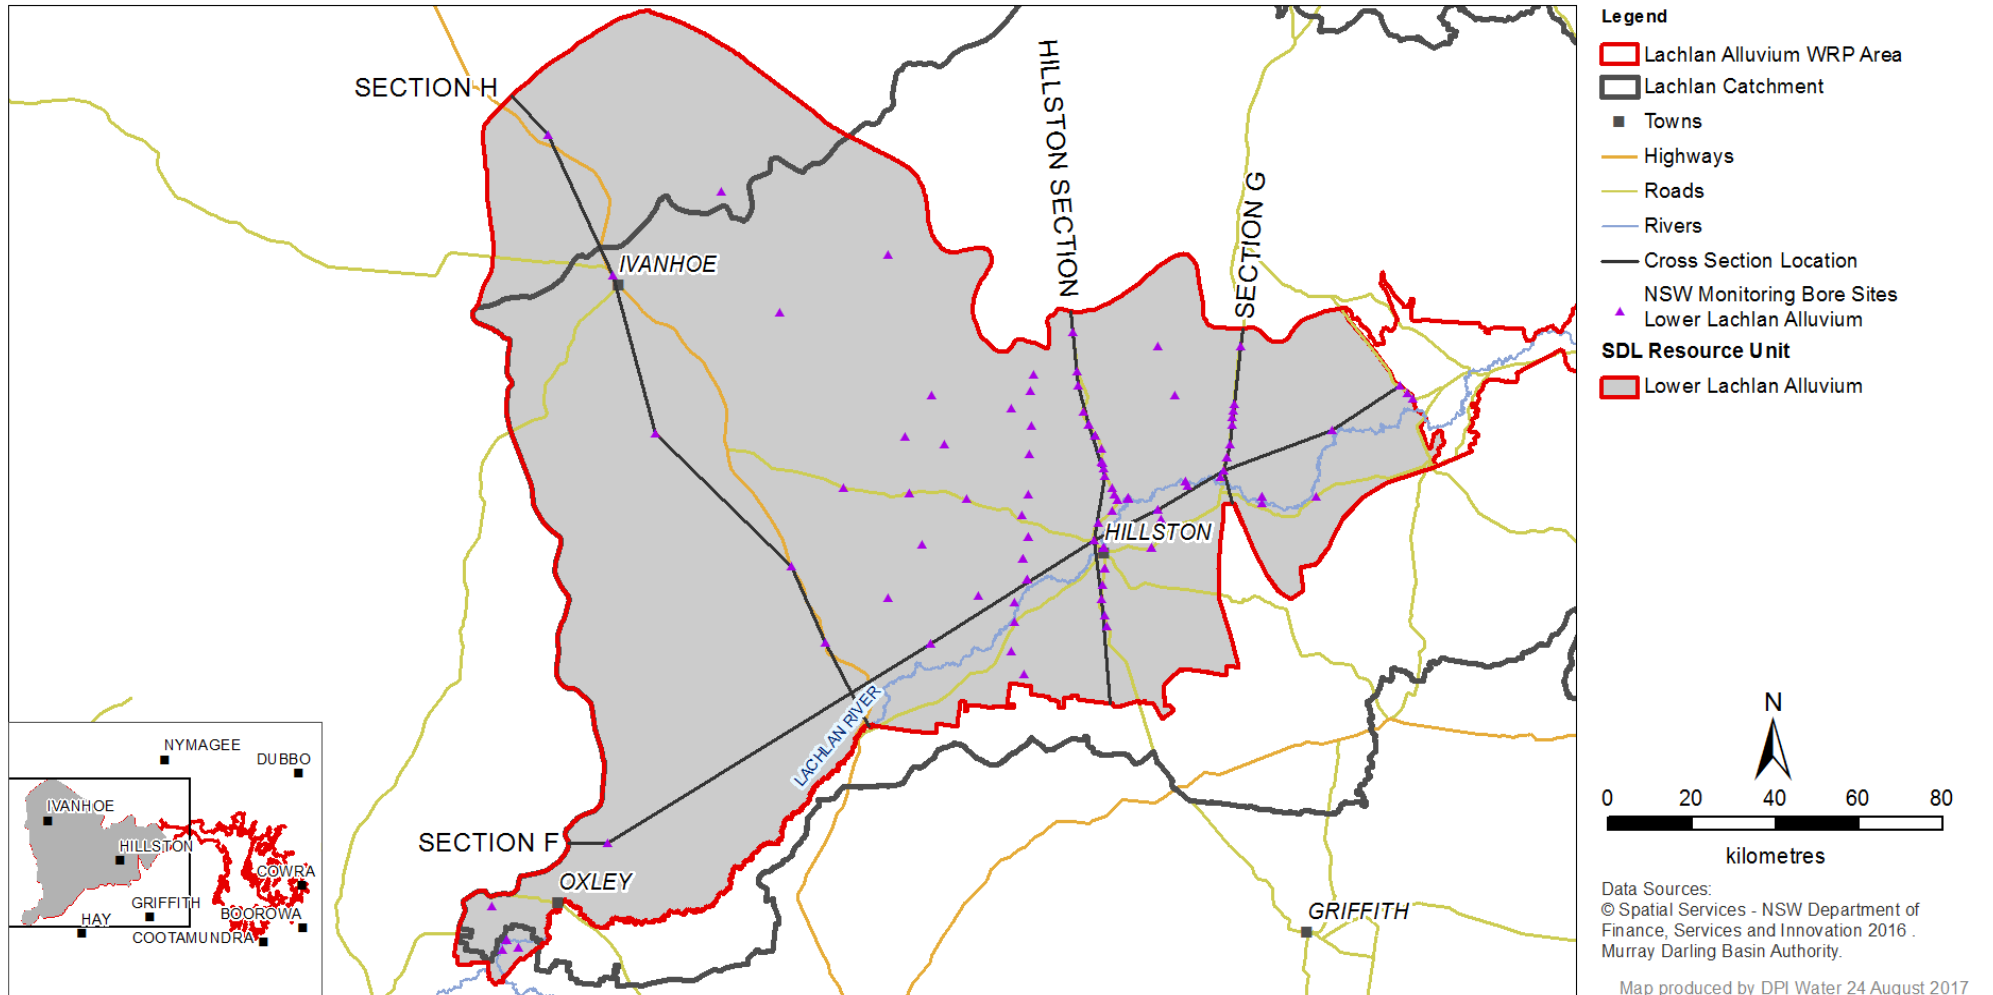 SECTION H
HILLSTON SECTION
SECTION G
IVANHOE
HILLSTON
LACHLAN RIVER
SECTION F
OXLEY
GRIFFITH
NYMAGEE
DUBBO
IVANHOE
HILLSTON
COWRA
GRIFFITH
BOOROWA
HAY
COOTAMUNDRA
Legend
Lachlan Alluvium WRP Area
Lachlan Catchment
Towns
Highways
Roads
Rivers
Cross Section Location
NSW Monitoring Bore Sites
Lower Lachlan Alluvium
SDL Resource Unit
Lower Lachlan Alluvium
N
0 20 40 60 80
kilometres
Data Sources:
© Spatial Services - NSW Department of
Finance, Services and Innovation 2016 .
Murray Darling Basin Authority.
Map produced by DPI Water 24 August 2017